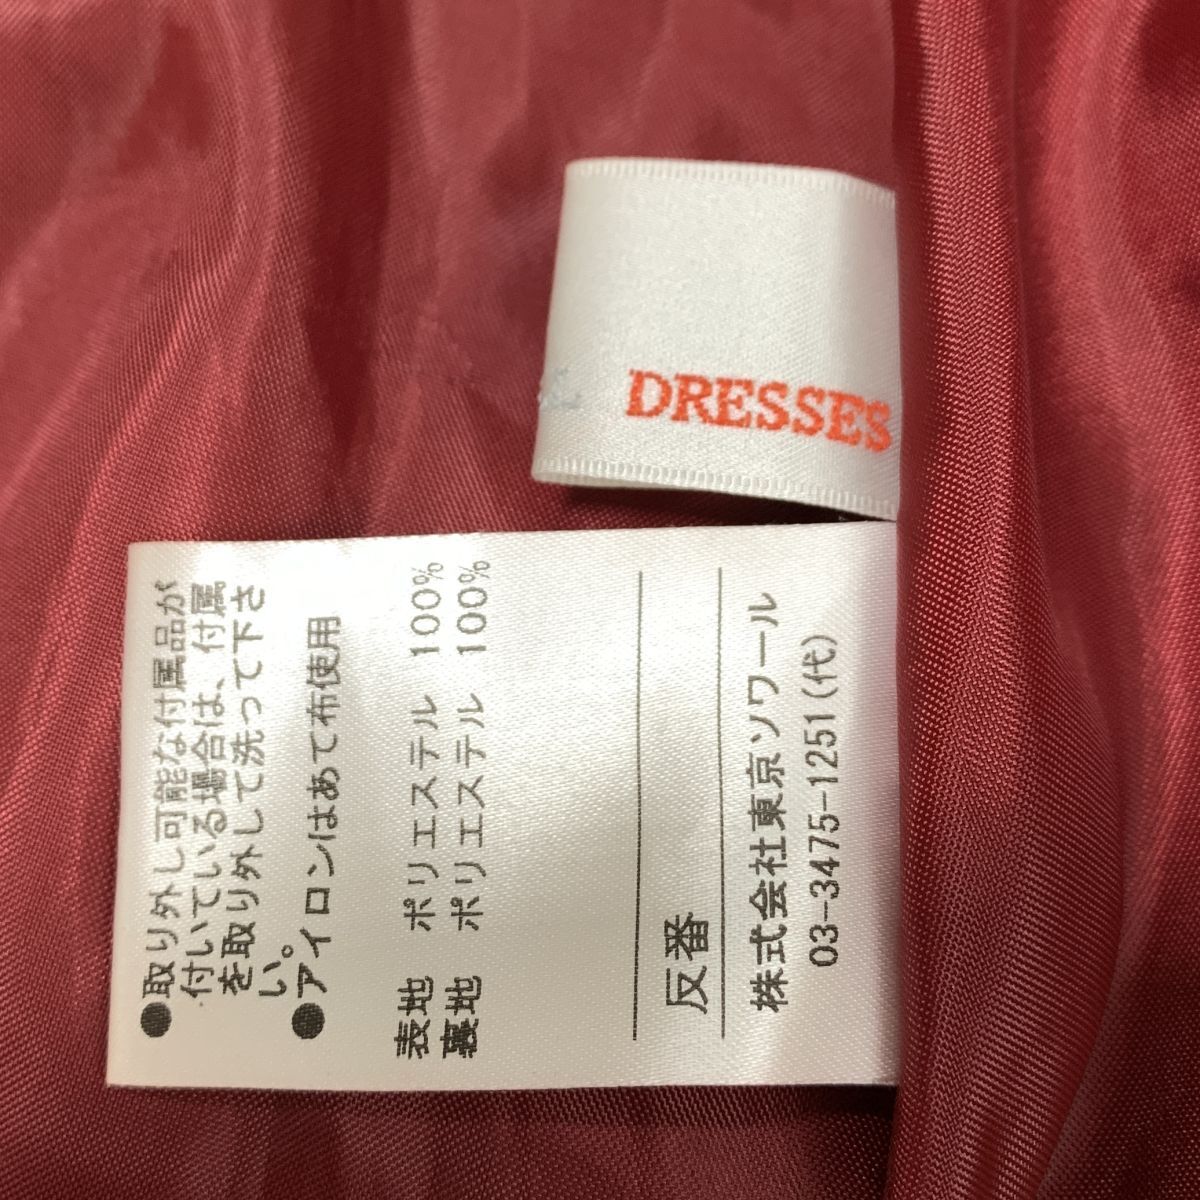 DRESSES
●取り外し可能な付属品が
付いている場合は、付属
を取り外して洗って下さ
い。
●アイロンはあて布使用
表地 ポリエステル 100%
裏地 ポリエステル 100%
反番
株式会社東京ソワール
03-3475-1251(代)